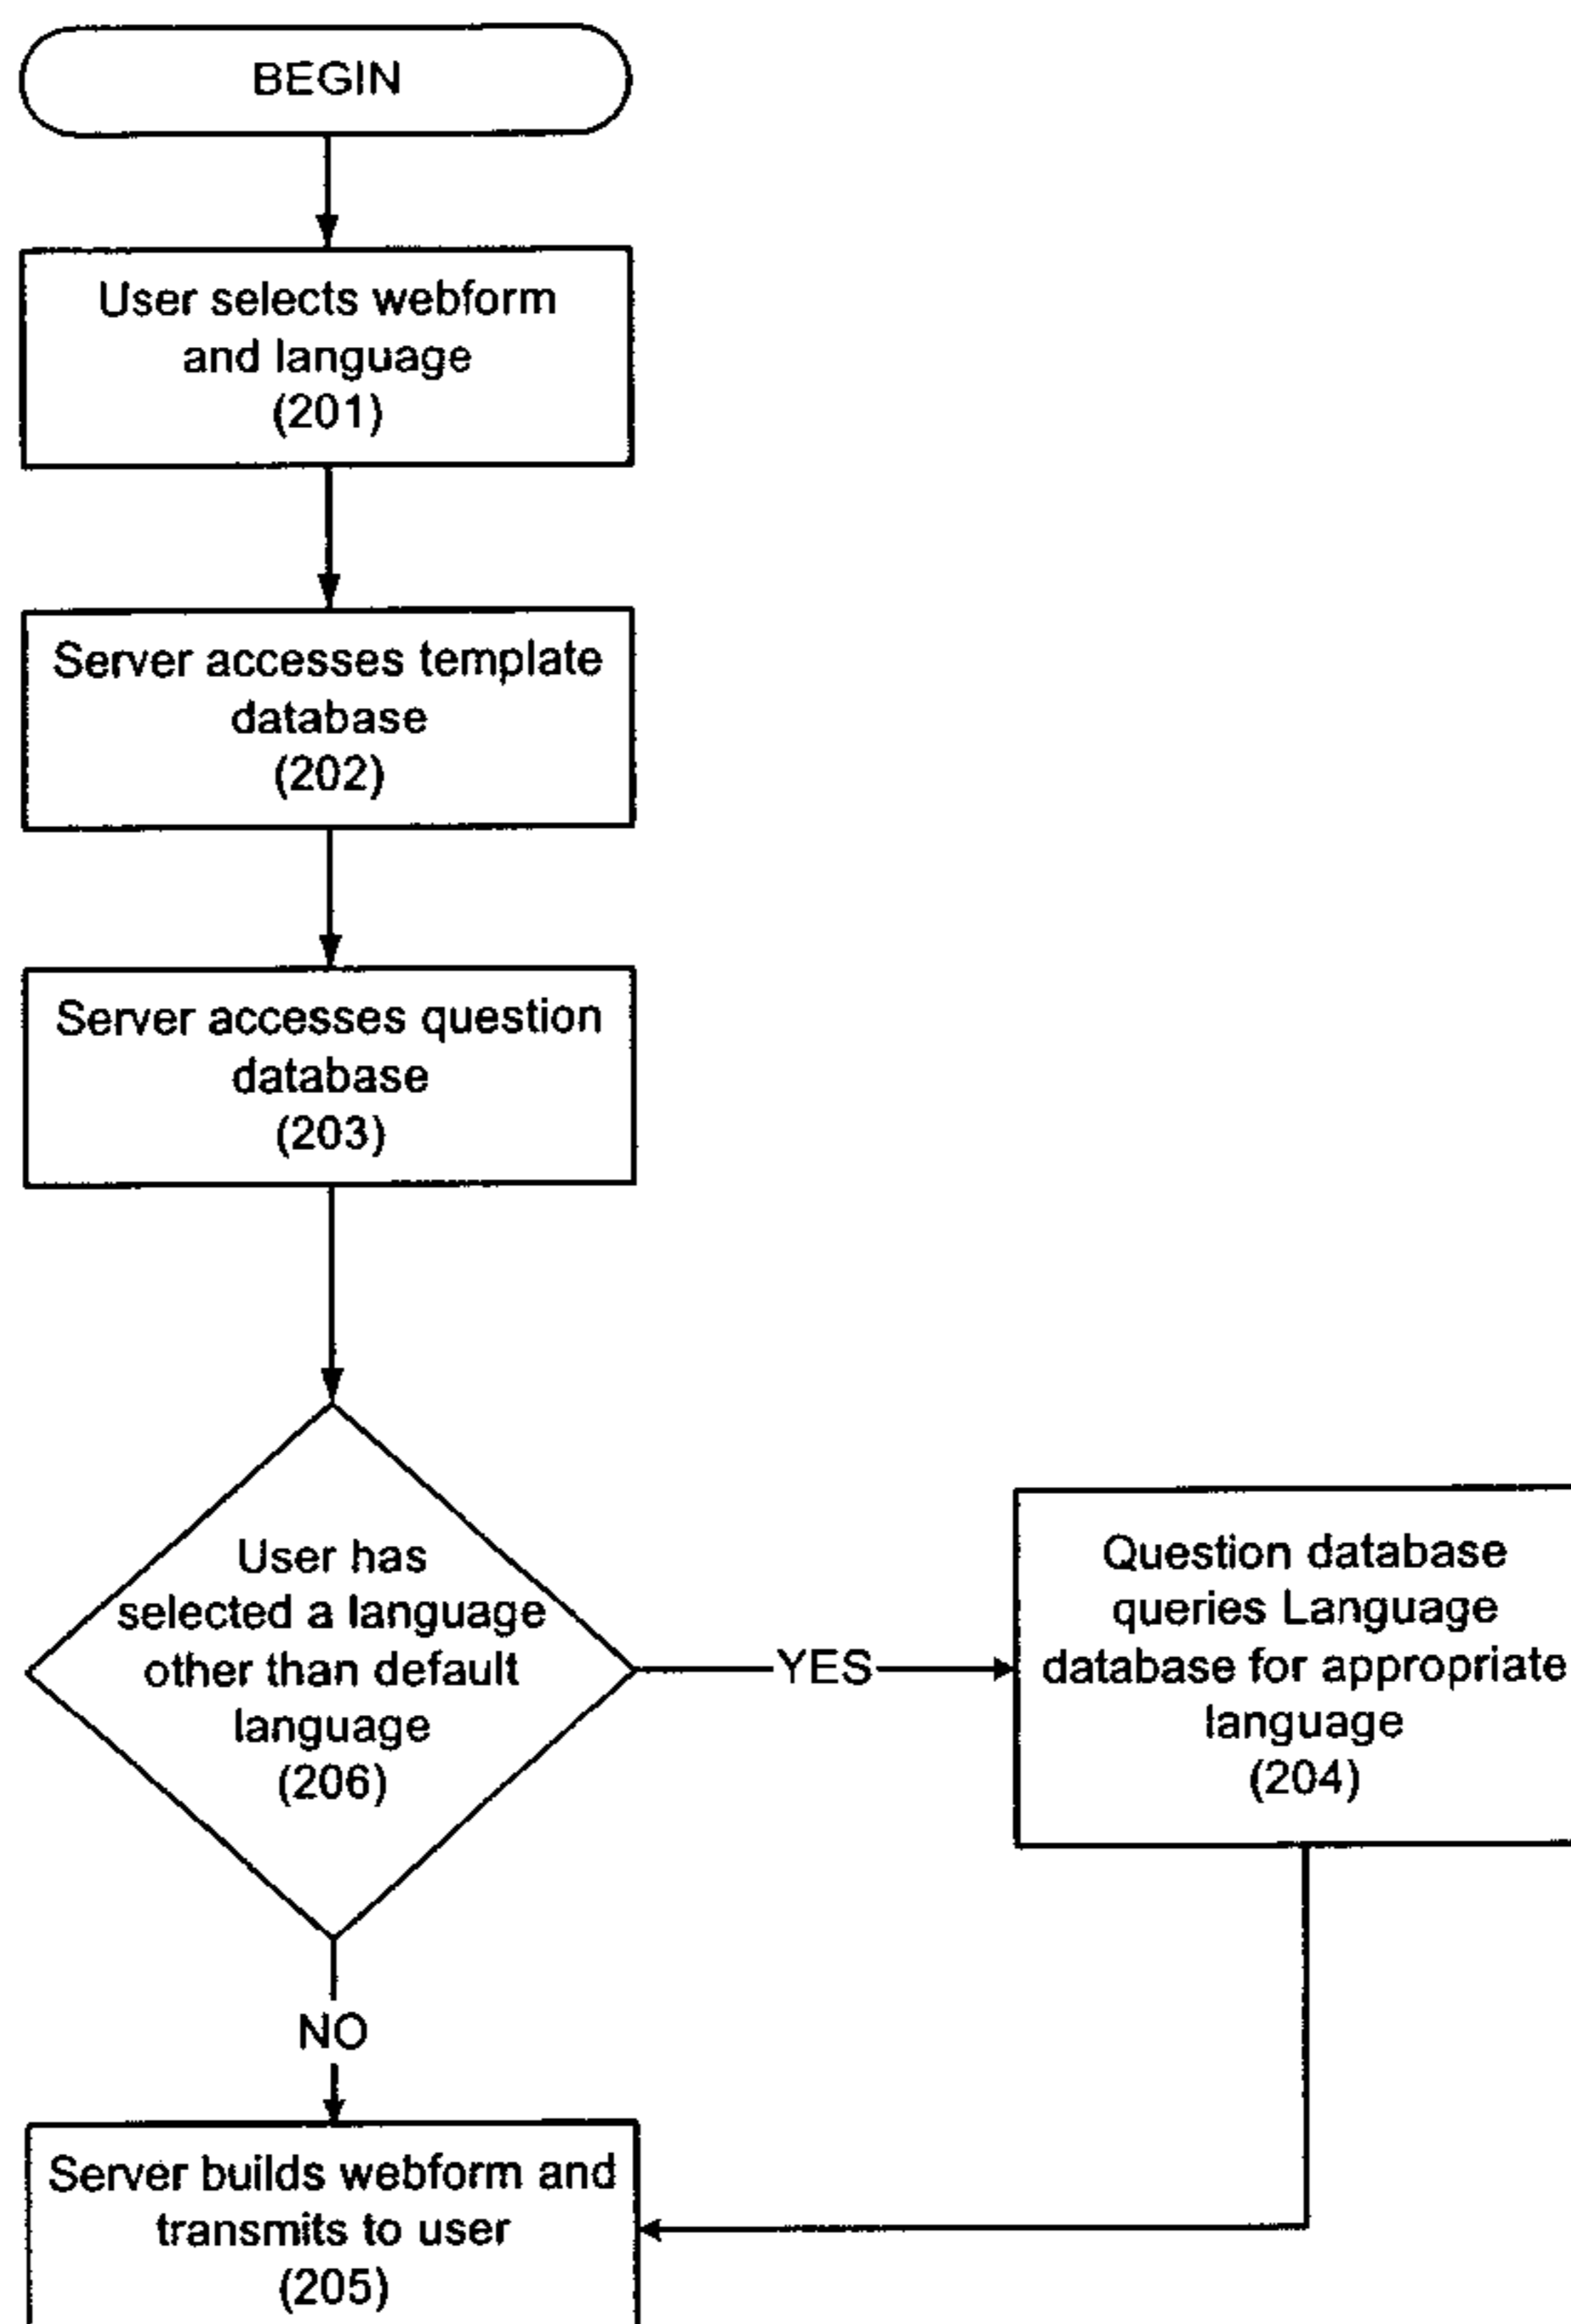 BEGIN
User selects webform
and language
(201)
Server accesses template
database
(202)
Server accesses question
database
(203)
User has
selected a language
other than default
language
(206)
YES
Question database
queries Language
database for appropriate
language
(204)
NO
Server builds webform and
transmits to user
(205)